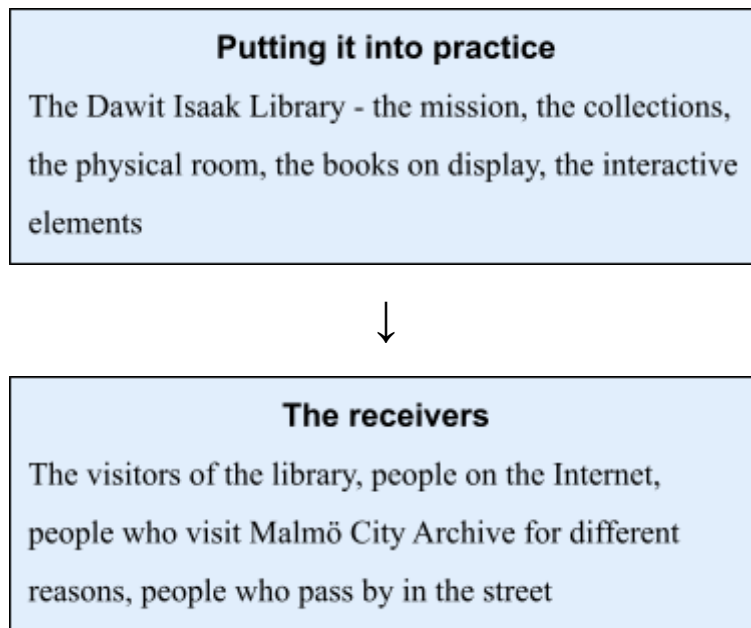 Putting it into practice
The Dawit Isaak Library - the mission, the collections,
the physical room, the books on display, the interactive
elements
↓
The receivers
The visitors of the library, people on the Internet,
people who visit Malmö City Archive for different
reasons, people who pass by in the street